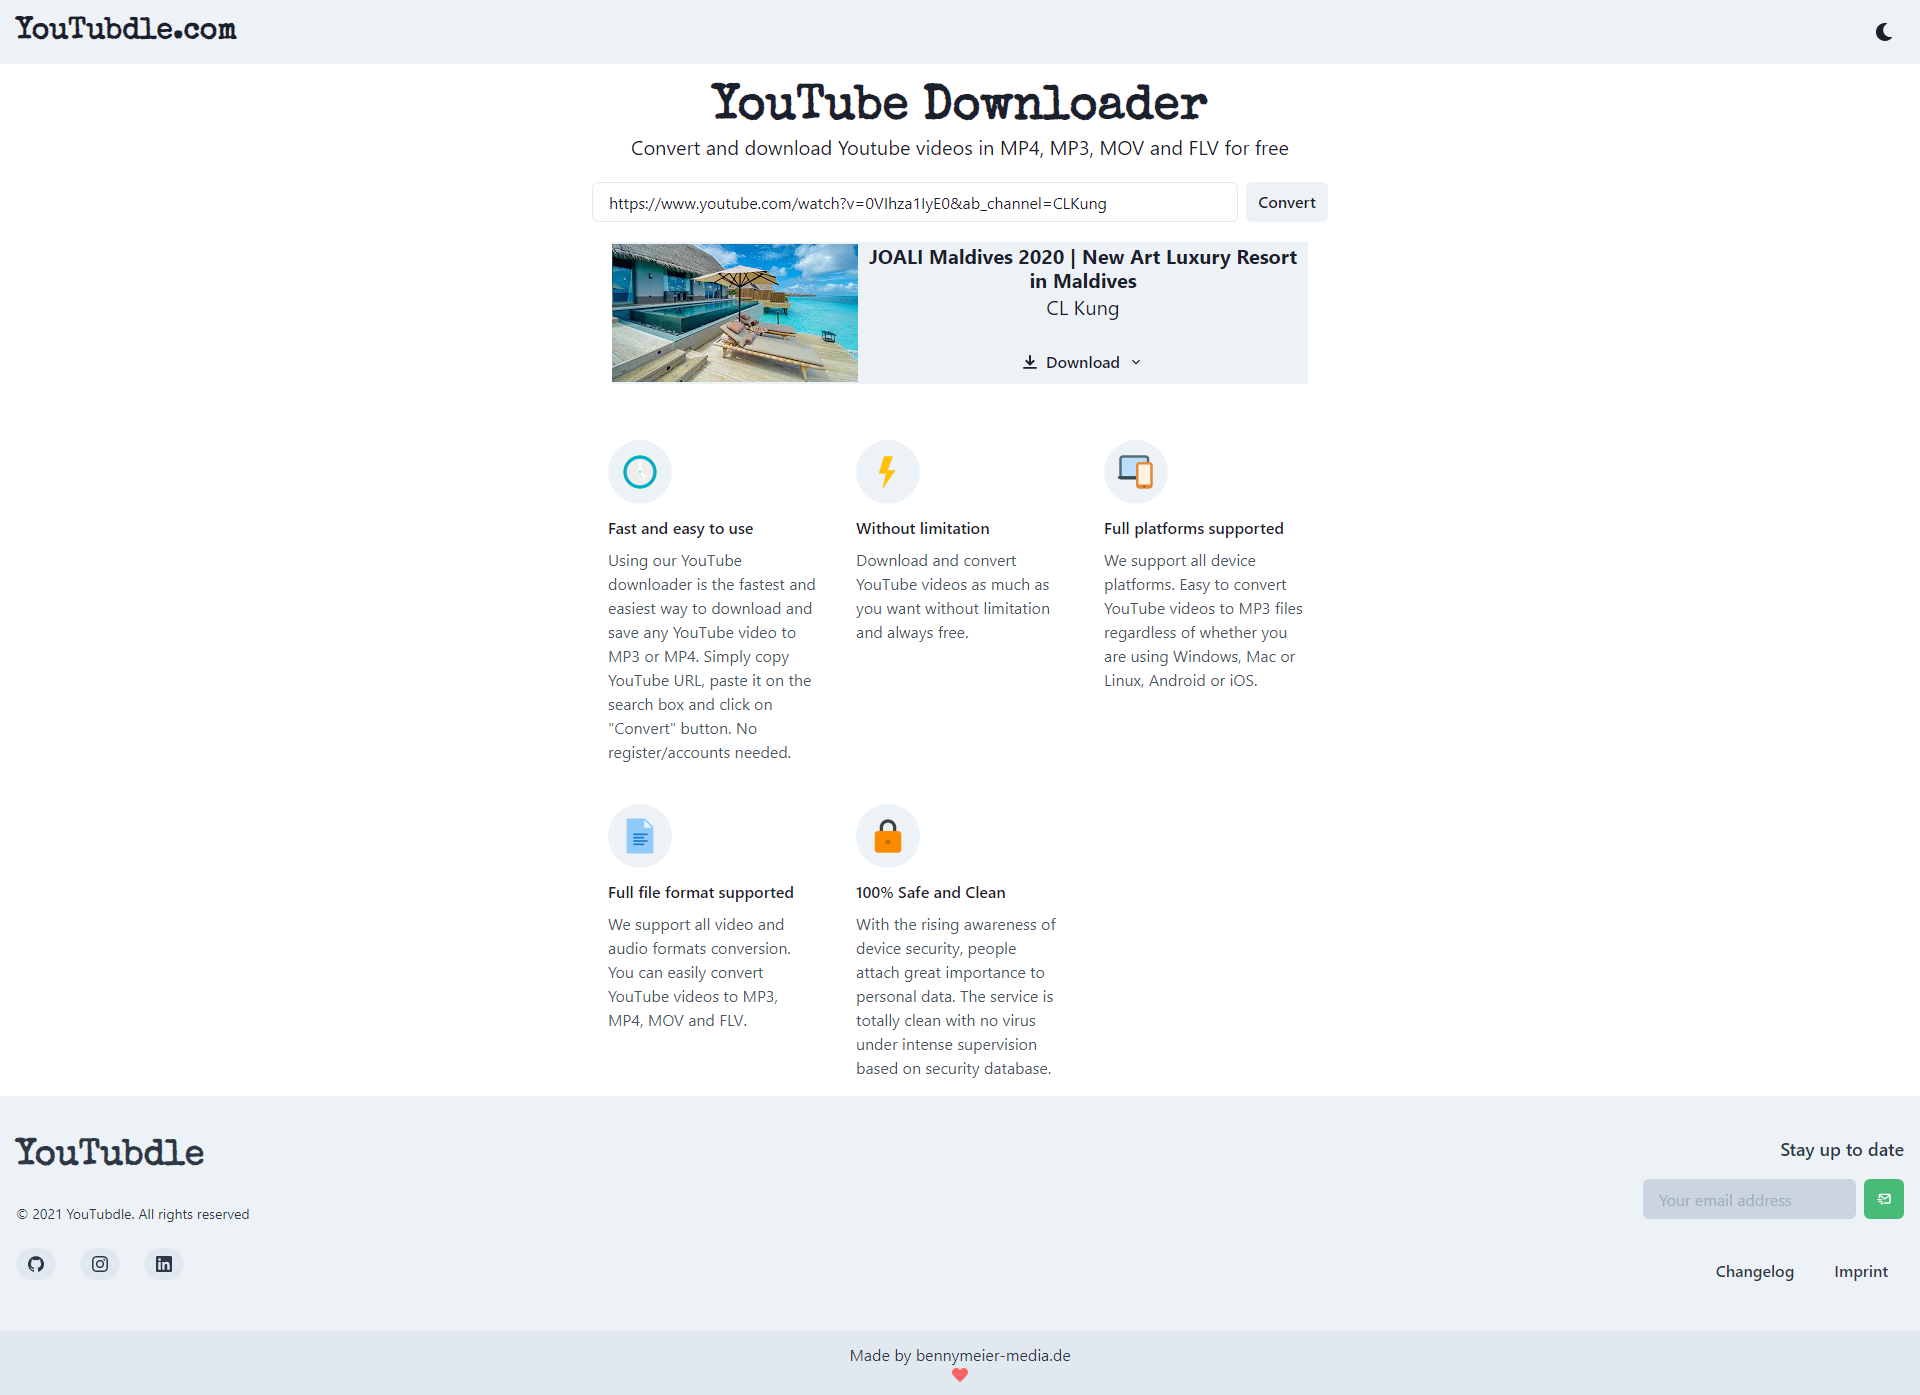 YouTubdle.com
YouTube Downloader
Convert and download Youtube videos in MP4, MP3, MOV and FLV for free
https://www.youtube.com/watch?v=0VIhza1IyE0&ab_channel=CLKung
Convert
JOALI Maldives 2020 | New Art Luxury Resort
in Maldives
CL Kung
Download
Fast and easy to use
Using our YouTube
downloader is the fastest and
easiest way to download and
save any YouTube video to
MP3 or MP4. Simply copy
YouTube URL, paste it on the
search box and click on
"Convert" button. No
register/accounts needed.
Without limitation
Download and convert
YouTube videos as much as
you want without limitation
and always free.
Full platforms supported
We support all device
platforms. Easy to convert
YouTube videos to MP3 files
regardless of whether you
are using Windows, Mac or
Linux, Android or iOS.
Full file format supported
We support all video and
audio formats conversion.
You can easily convert
YouTube videos to MP3,
MP4, MOV and FLV.
100% Safe and Clean
With the rising awareness of
device security, people
attach great importance to
personal data. The service is
totally clean with no virus
under intense supervision
based on security database.
YouTubdle
© 2021 YouTubdle. All rights reserved
Stay up to date
Your email address
Changelog
Imprint
Made by bennymeier-media.de